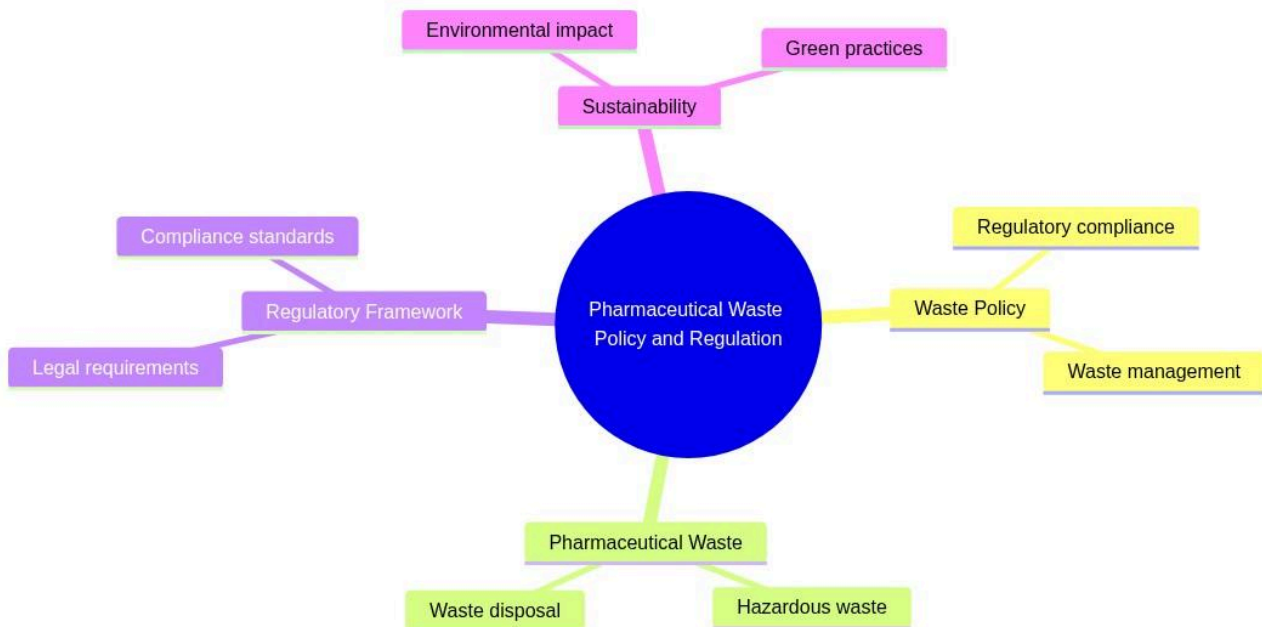 Environmental impact
Green practices
Sustainability
Compliance standards
Regulatory Framework
Legal requirements
Pharmaceutical Waste
Policy and Regulation
Regulatory compliance
Waste Policy
Waste management
Pharmaceutical Waste
Waste disposal
Hazardous waste